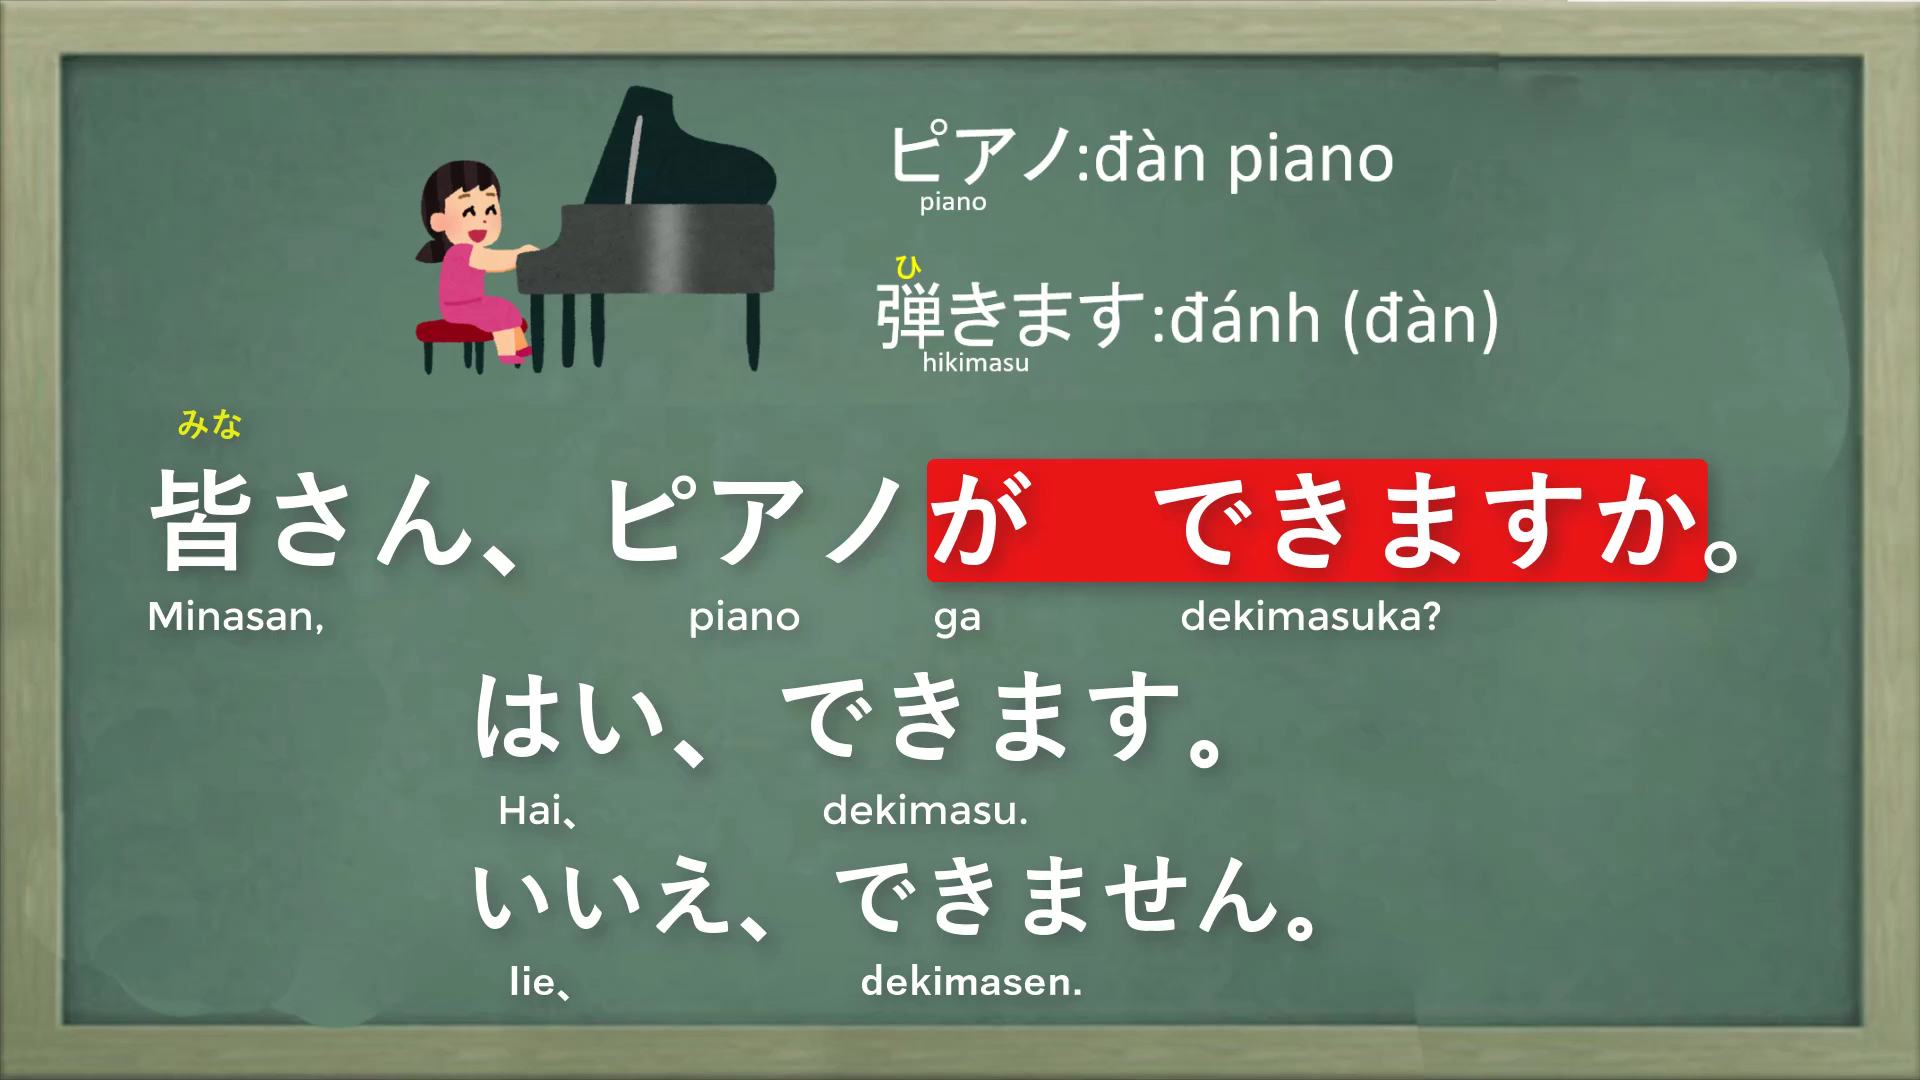 ピアノ:đàn piano
piano
ひ
弾きます:đánh (đàn)
hikimasu
みな
皆さん、ピアノが　できますか。
Minasan, piano ga dekimasuka?
はい、できます。
Hai、 dekimasu.
いいえ、できません。
Iie、 dekimasen.